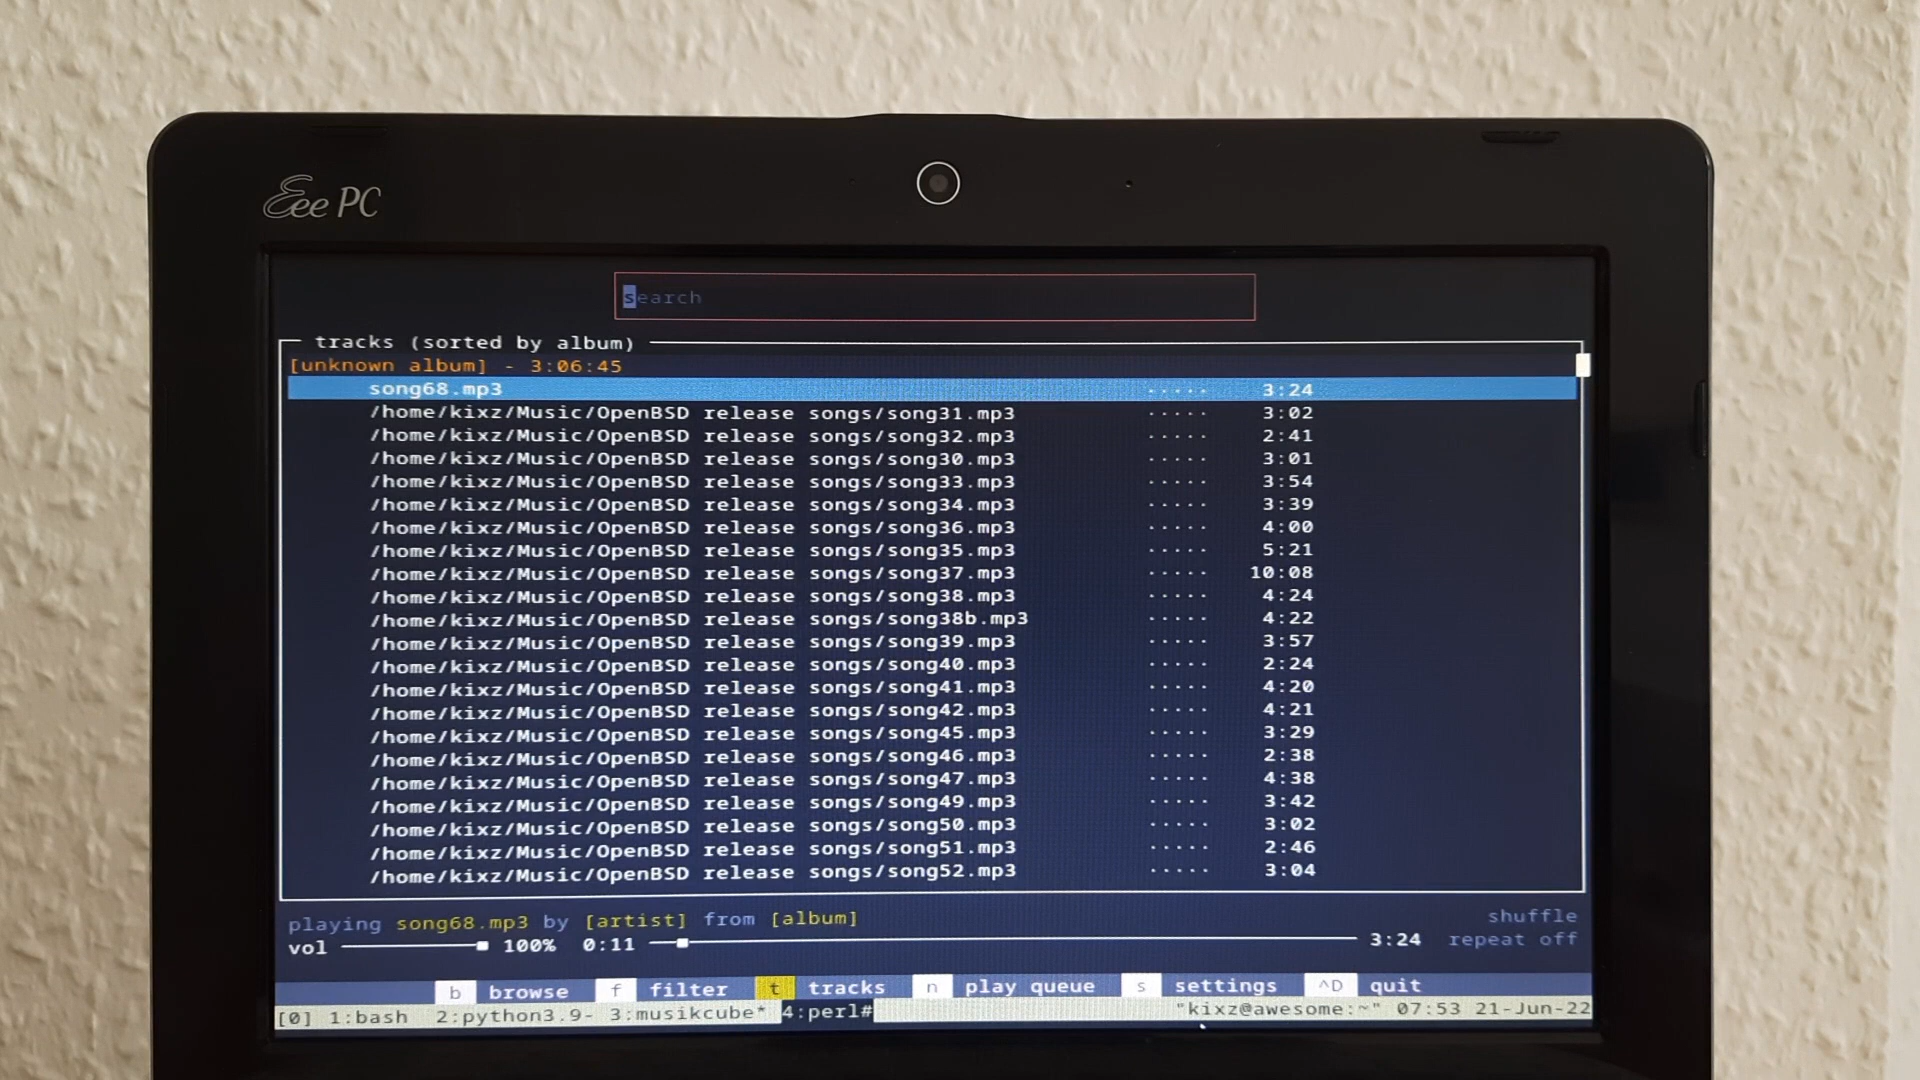 Eee PC
search
tracks (sorted by album)
[unknown album] - 3:06:45
song68.mp3 ..... 3:24
/home/kixz/Music/OpenBSD release songs/song31.mp3 ..... 3:02
/home/kixz/Music/OpenBSD release songs/song32.mp3 ..... 2:41
/home/kixz/Music/OpenBSD release songs/song30.mp3 ..... 3:01
/home/kixz/Music/OpenBSD release songs/song33.mp3 ..... 3:54
/home/kixz/Music/OpenBSD release songs/song34.mp3 ..... 3:39
/home/kixz/Music/OpenBSD release songs/song36.mp3 ..... 4:00
/home/kixz/Music/OpenBSD release songs/song35.mp3 ..... 5:21
/home/kixz/Music/OpenBSD release songs/song37.mp3 ..... 10:08
/home/kixz/Music/OpenBSD release songs/song38.mp3 ..... 4:24
/home/kixz/Music/OpenBSD release songs/song38b.mp3 ..... 4:22
/home/kixz/Music/OpenBSD release songs/song39.mp3 ..... 3:57
/home/kixz/Music/OpenBSD release songs/song40.mp3 ..... 2:24
/home/kixz/Music/OpenBSD release songs/song41.mp3 ..... 4:20
/home/kixz/Music/OpenBSD release songs/song42.mp3 ..... 4:21
/home/kixz/Music/OpenBSD release songs/song45.mp3 ..... 3:29
/home/kixz/Music/OpenBSD release songs/song46.mp3 ..... 2:38
/home/kixz/Music/OpenBSD release songs/song47.mp3 ..... 4:38
/home/kixz/Music/OpenBSD release songs/song49.mp3 ..... 3:42
/home/kixz/Music/OpenBSD release songs/song50.mp3 ..... 3:02
/home/kixz/Music/OpenBSD release songs/song51.mp3 ..... 2:46
/home/kixz/Music/OpenBSD release songs/song52.mp3 ..... 3:04
playing song68.mp3 by [artist] from [album] shuffle
vol 100% 0:11 3:24 repeat off
b browse f filter t tracks n play queue s settings ^D quit
[0] 1:bash 2:python3.9- 3:musikcube* 4:perl# "kixz@awesome:~" 07:53 21-Jun-22